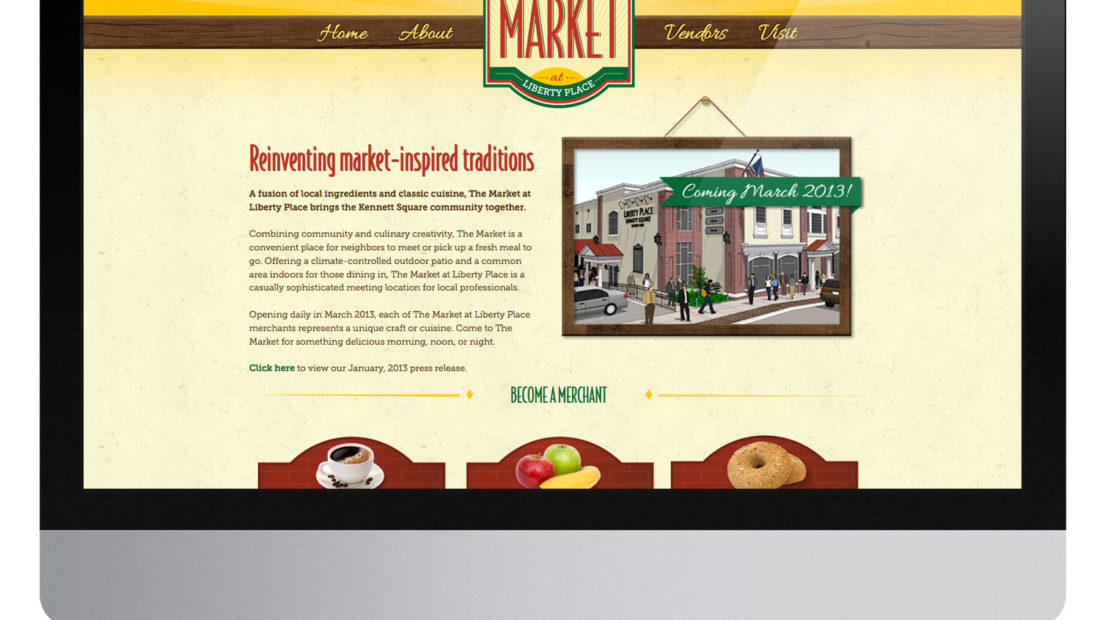 Home About Vendors Visit
MARKET
at
LIBERTY PLACE
Reinventing market-inspired traditions
A fusion of local ingredients and classic cuisine, The Market at
Liberty Place brings the Kennett Square community together.
Combining community and culinary creativity, The Market is a
convenient place for neighbors to meet or pick up a fresh meal to
go. Offering a climate-controlled outdoor patio and a common
area indoors for those dining in, The Market at Liberty Place is a
casually sophisticated meeting location for local professionals.
Opening daily in March 2013, each of The Market at Liberty Place
merchants represents a unique craft or cuisine. Come to The
Market for something delicious morning, noon, or night.
Click here to view our January, 2013 press release.
Coming March 2013!
LIBERTY PLACE
KENNETT SQUARE
BECOME A MERCHANT